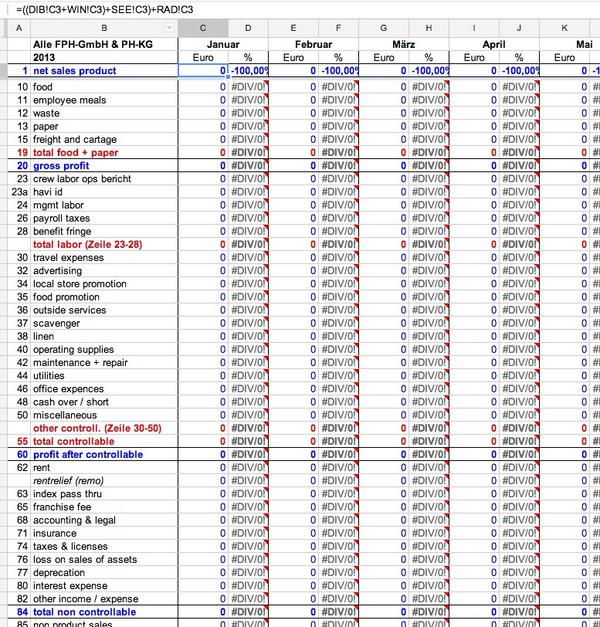 =((DIB!C3+WIN!C3)+SEE!C3)+RAD!C3
A B C D E F G H I J K
Alle FPH-GmbH & PH-KG Januar Februar März April Mai
2013 Euro % Euro % Euro % Euro % Euro
1 net sales product 0 -100,00% 0 -100,00% 0 -100,00% 0 -100,00% 0 -1
10 food 0 #DIV/0! 0 #DIV/0! 0 #DIV/0! 0 #DIV/0! 0 #D
11 employee meals 0 #DIV/0! 0 #DIV/0! 0 #DIV/0! 0 #DIV/0! 0 #D
12 waste 0 #DIV/0! 0 #DIV/0! 0 #DIV/0! 0 #DIV/0! 0 #D
13 paper 0 #DIV/0! 0 #DIV/0! 0 #DIV/0! 0 #DIV/0! 0 #D
15 freight and cartage 0 #DIV/0! 0 #DIV/0! 0 #DIV/0! 0 #DIV/0! 0 #D
19 total food + paper 0 #DIV/0! 0 #DIV/0! 0 #DIV/0! 0 #DIV/0! 0 #D
20 gross profit 0 #DIV/0! 0 #DIV/0! 0 #DIV/0! 0 #DIV/0! 0 #D
23 crew labor ops bericht 0 #DIV/0! 0 #DIV/0! 0 #DIV/0! 0 #DIV/0! 0 #D
23a havi id 0 #DIV/0! 0 #DIV/0! 0 #DIV/0! 0 #DIV/0! 0 #D
24 mgmt labor 0 #DIV/0! 0 #DIV/0! 0 #DIV/0! 0 #DIV/0! 0 #D
26 payroll taxes 0 #DIV/0! 0 #DIV/0! 0 #DIV/0! 0 #DIV/0! 0 #D
28 benefit fringe 0 #DIV/0! 0 #DIV/0! 0 #DIV/0! 0 #DIV/0! 0 #D
total labor (Zeile 23-28) 0 #DIV/0! 0 #DIV/0! 0 #DIV/0! 0 #DIV/0! 0 #D
30 travel expenses 0 #DIV/0! 0 #DIV/0! 0 #DIV/0! 0 #DIV/0! 0 #D
32 advertising 0 #DIV/0! 0 #DIV/0! 0 #DIV/0! 0 #DIV/0! 0 #D
34 local store promotion 0 #DIV/0! 0 #DIV/0! 0 #DIV/0! 0 #DIV/0! 0 #D
35 food promotion 0 #DIV/0! 0 #DIV/0! 0 #DIV/0! 0 #DIV/0! 0 #D
36 outside services 0 #DIV/0! 0 #DIV/0! 0 #DIV/0! 0 #DIV/0! 0 #D
37 scavenger 0 #DIV/0! 0 #DIV/0! 0 #DIV/0! 0 #DIV/0! 0 #D
38 linen 0 #DIV/0! 0 #DIV/0! 0 #DIV/0! 0 #DIV/0! 0 #D
40 operating supplies 0 #DIV/0! 0 #DIV/0! 0 #DIV/0! 0 #DIV/0! 0 #D
42 maintenance + repair 0 #DIV/0! 0 #DIV/0! 0 #DIV/0! 0 #DIV/0! 0 #D
44 utilities 0 #DIV/0! 0 #DIV/0! 0 #DIV/0! 0 #DIV/0! 0 #D
46 office expences 0 #DIV/0! 0 #DIV/0! 0 #DIV/0! 0 #DIV/0! 0 #D
48 cash over / short 0 #DIV/0! 0 #DIV/0! 0 #DIV/0! 0 #DIV/0! 0 #D
50 miscellaneous 0 #DIV/0! 0 #DIV/0! 0 #DIV/0! 0 #DIV/0! 0 #D
other controll. (Zeile 30-50) 0 #DIV/0! 0 #DIV/0! 0 #DIV/0! 0 #DIV/0! 0 #D
55 total controllable 0 #DIV/0! 0 #DIV/0! 0 #DIV/0! 0 #DIV/0! 0 #D
60 profit after controllable 0 #DIV/0! 0 #DIV/0! 0 #DIV/0! 0 #DIV/0! 0 #D
62 rent 0 #DIV/0! 0 #DIV/0! 0 #DIV/0! 0 #DIV/0! 0 #D
rentrelief (remo) 0 #DIV/0! 0 #DIV/0! 0 #DIV/0! 0 #DIV/0! 0 #D
63 index pass thru 0 #DIV/0! 0 #DIV/0! 0 #DIV/0! 0 #DIV/0! 0 #D
65 franchise fee 0 #DIV/0! 0 #DIV/0! 0 #DIV/0! 0 #DIV/0! 0 #D
68 accounting & legal 0 #DIV/0! 0 #DIV/0! 0 #DIV/0! 0 #DIV/0! 0 #D
71 insurance 0 #DIV/0! 0 #DIV/0! 0 #DIV/0! 0 #DIV/0! 0 #D
74 taxes & licenses 0 #DIV/0! 0 #DIV/0! 0 #DIV/0! 0 #DIV/0! 0 #D
76 loss on sales of assets 0 #DIV/0! 0 #DIV/0! 0 #DIV/0! 0 #DIV/0! 0 #D
77 deprecation 0 #DIV/0! 0 #DIV/0! 0 #DIV/0! 0 #DIV/0! 0 #D
80 interest expense 0 #DIV/0! 0 #DIV/0! 0 #DIV/0! 0 #DIV/0! 0 #D
82 other income / expense 0 #DIV/0! 0 #DIV/0! 0 #DIV/0! 0 #DIV/0! 0 #D
84 total non controllable 0 #DIV/0! 0 #DIV/0! 0 #DIV/0! 0 #DIV/0! 0 #D
85 non product sales 0 #DIV/0! 0 #DIV/0! 0 #DIV/0! 0 #DIV/0! 0 #D